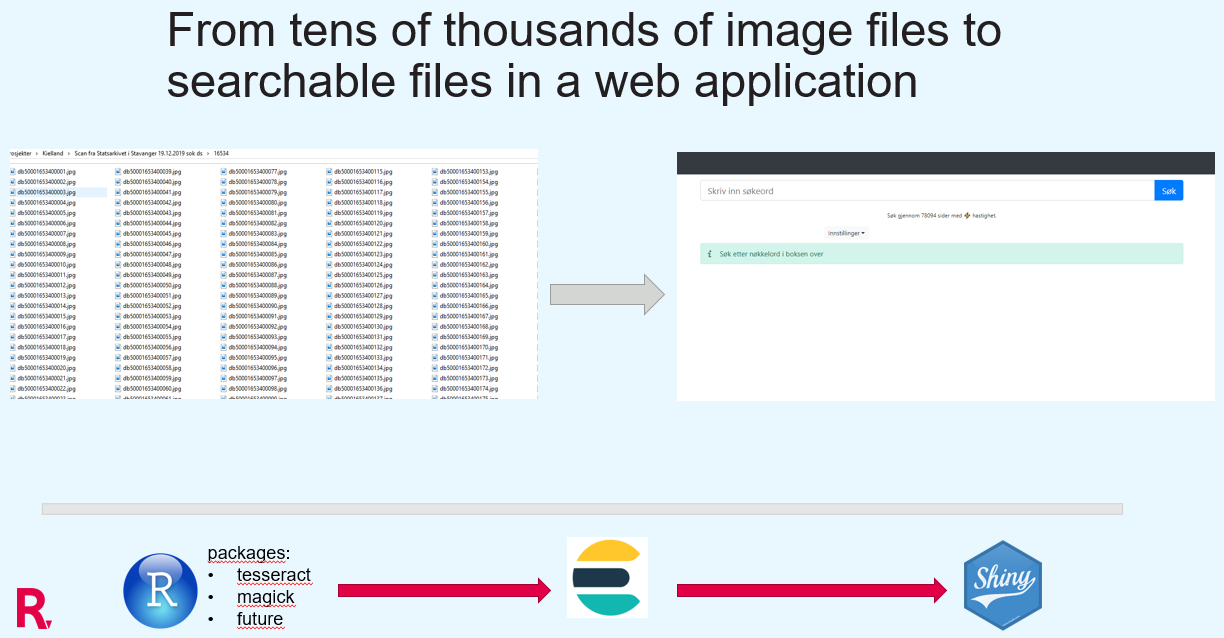 From tens of thousands of image files to
searchable files in a web application
rosjekter > Kielland > Scan fra Statsarkivet i Stavanger 19.12.2019 sok ds > 16534
db50001653400001.jpg db50001653400039.jpg db50001653400077.jpg db50001653400115.jpg db50001653400153.jpg
db50001653400002.jpg db50001653400040.jpg db50001653400078.jpg db50001653400116.jpg db50001653400154.jpg
db50001653400003.jpg db50001653400041.jpg db50001653400079.jpg db50001653400117.jpg db50001653400155.jpg
db50001653400004.jpg db50001653400042.jpg db50001653400080.jpg db50001653400118.jpg db50001653400156.jpg
db50001653400005.jpg db50001653400043.jpg db50001653400081.jpg db50001653400119.jpg db50001653400157.jpg
db50001653400006.jpg db50001653400044.jpg db50001653400082.jpg db50001653400120.jpg db50001653400158.jpg
db50001653400007.jpg db50001653400045.jpg db50001653400083.jpg db50001653400121.jpg db50001653400159.jpg
db50001653400008.jpg db50001653400046.jpg db50001653400084.jpg db50001653400122.jpg db50001653400160.jpg
db50001653400009.jpg db50001653400047.jpg db50001653400085.jpg db50001653400123.jpg db50001653400161.jpg
db50001653400010.jpg db50001653400048.jpg db50001653400086.jpg db50001653400124.jpg db50001653400162.jpg
db50001653400011.jpg db50001653400049.jpg db50001653400087.jpg db50001653400125.jpg db50001653400163.jpg
db50001653400012.jpg db50001653400050.jpg db50001653400088.jpg db50001653400126.jpg db50001653400164.jpg
db50001653400013.jpg db50001653400051.jpg db50001653400089.jpg db50001653400127.jpg db50001653400165.jpg
db50001653400014.jpg db50001653400052.jpg db50001653400090.jpg db50001653400128.jpg db50001653400166.jpg
db50001653400015.jpg db50001653400053.jpg db50001653400091.jpg db50001653400129.jpg db50001653400167.jpg
db50001653400016.jpg db50001653400054.jpg db50001653400092.jpg db50001653400130.jpg db50001653400168.jpg
db50001653400017.jpg db50001653400055.jpg db50001653400093.jpg db50001653400131.jpg db50001653400169.jpg
db50001653400018.jpg db50001653400056.jpg db50001653400094.jpg db50001653400132.jpg db50001653400170.jpg
db50001653400019.jpg db50001653400057.jpg db50001653400095.jpg db50001653400133.jpg db50001653400171.jpg
db50001653400020.jpg db50001653400058.jpg db50001653400096.jpg db50001653400134.jpg db50001653400172.jpg
db50001653400021.jpg db50001653400059.jpg db50001653400097.jpg db50001653400135.jpg db50001653400173.jpg
db50001653400022.jpg db50001653400060.jpg db50001653400098.jpg db50001653400136.jpg db50001653400174.jpg
Skriv inn søkeord
Søk
Søk gjennom 78094 sider med ⚡ hastighet.
Innstillinger
i Søk etter nøkkelord i boksen over
R
R
packages:
• tesseract
• magick
• future
Shiny